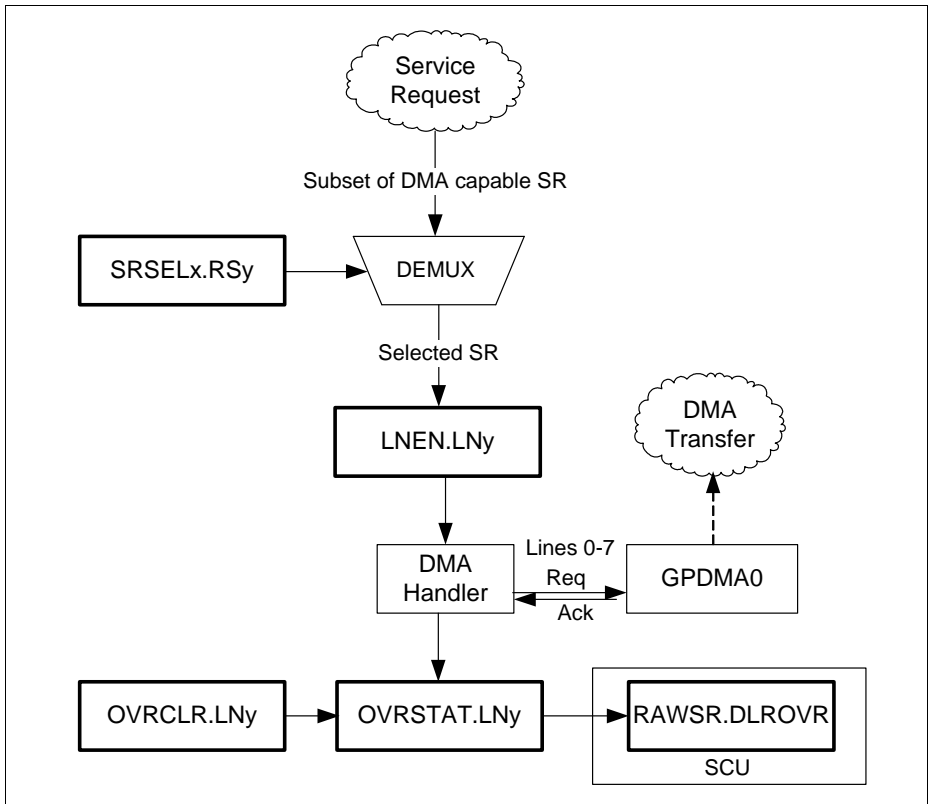 Service
Request
Subset of DMA capable SR
SRSELx.RSy
DEMUX
Selected SR
LNEN.LNy
DMA
Transfer
DMA
Handler
Lines 0-7
Req
Ack
GPDMA0
OVRCLR.LNy
OVRSTAT.LNy
RAWSR.DLROVR
SCU